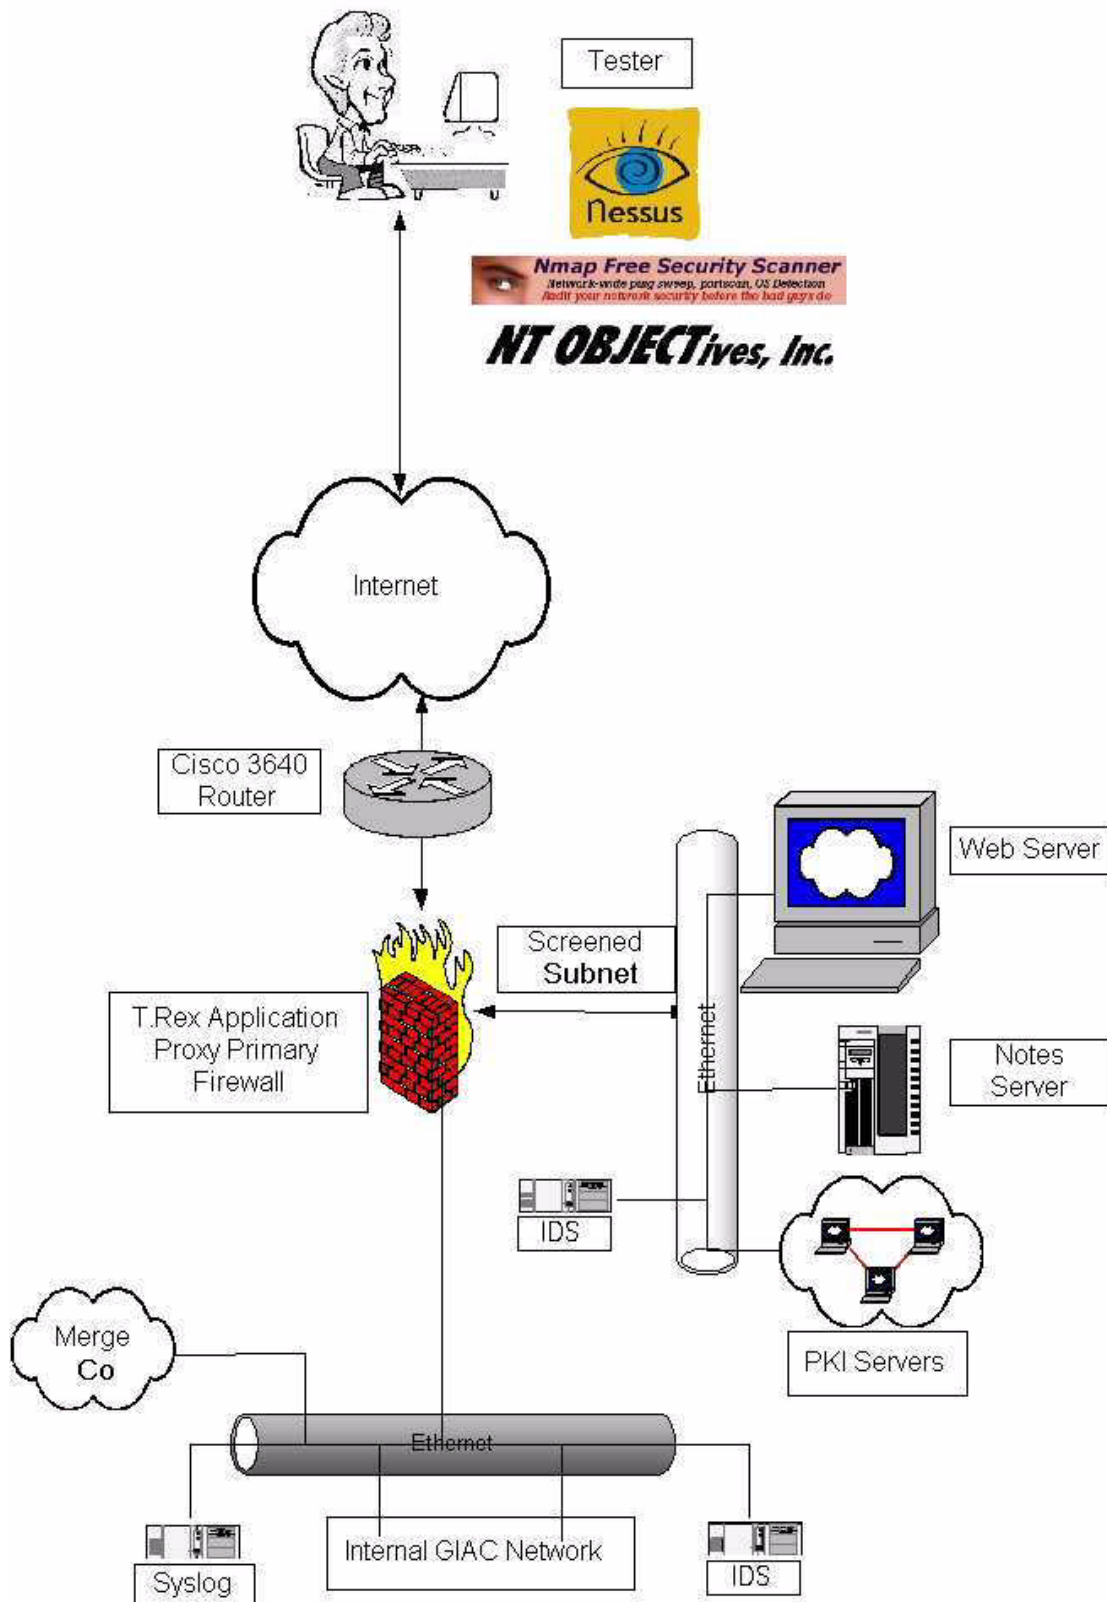 Tester
Nessus
Nmap Free Security Scanner
Network-wide ping sweep, portscan, OS Detection
Audit your network security before the bad guys do
NT OBJECTives, Inc.
Internet
Cisco 3640
Router
Web Server
Screened
Subnet
T.Rex Application
Proxy Primary
Firewall
Ethernet
Notes
Server
IDS
PKI Servers
Merge
Co
Ethernet
Syslog
Internal GIAC Network
IDS